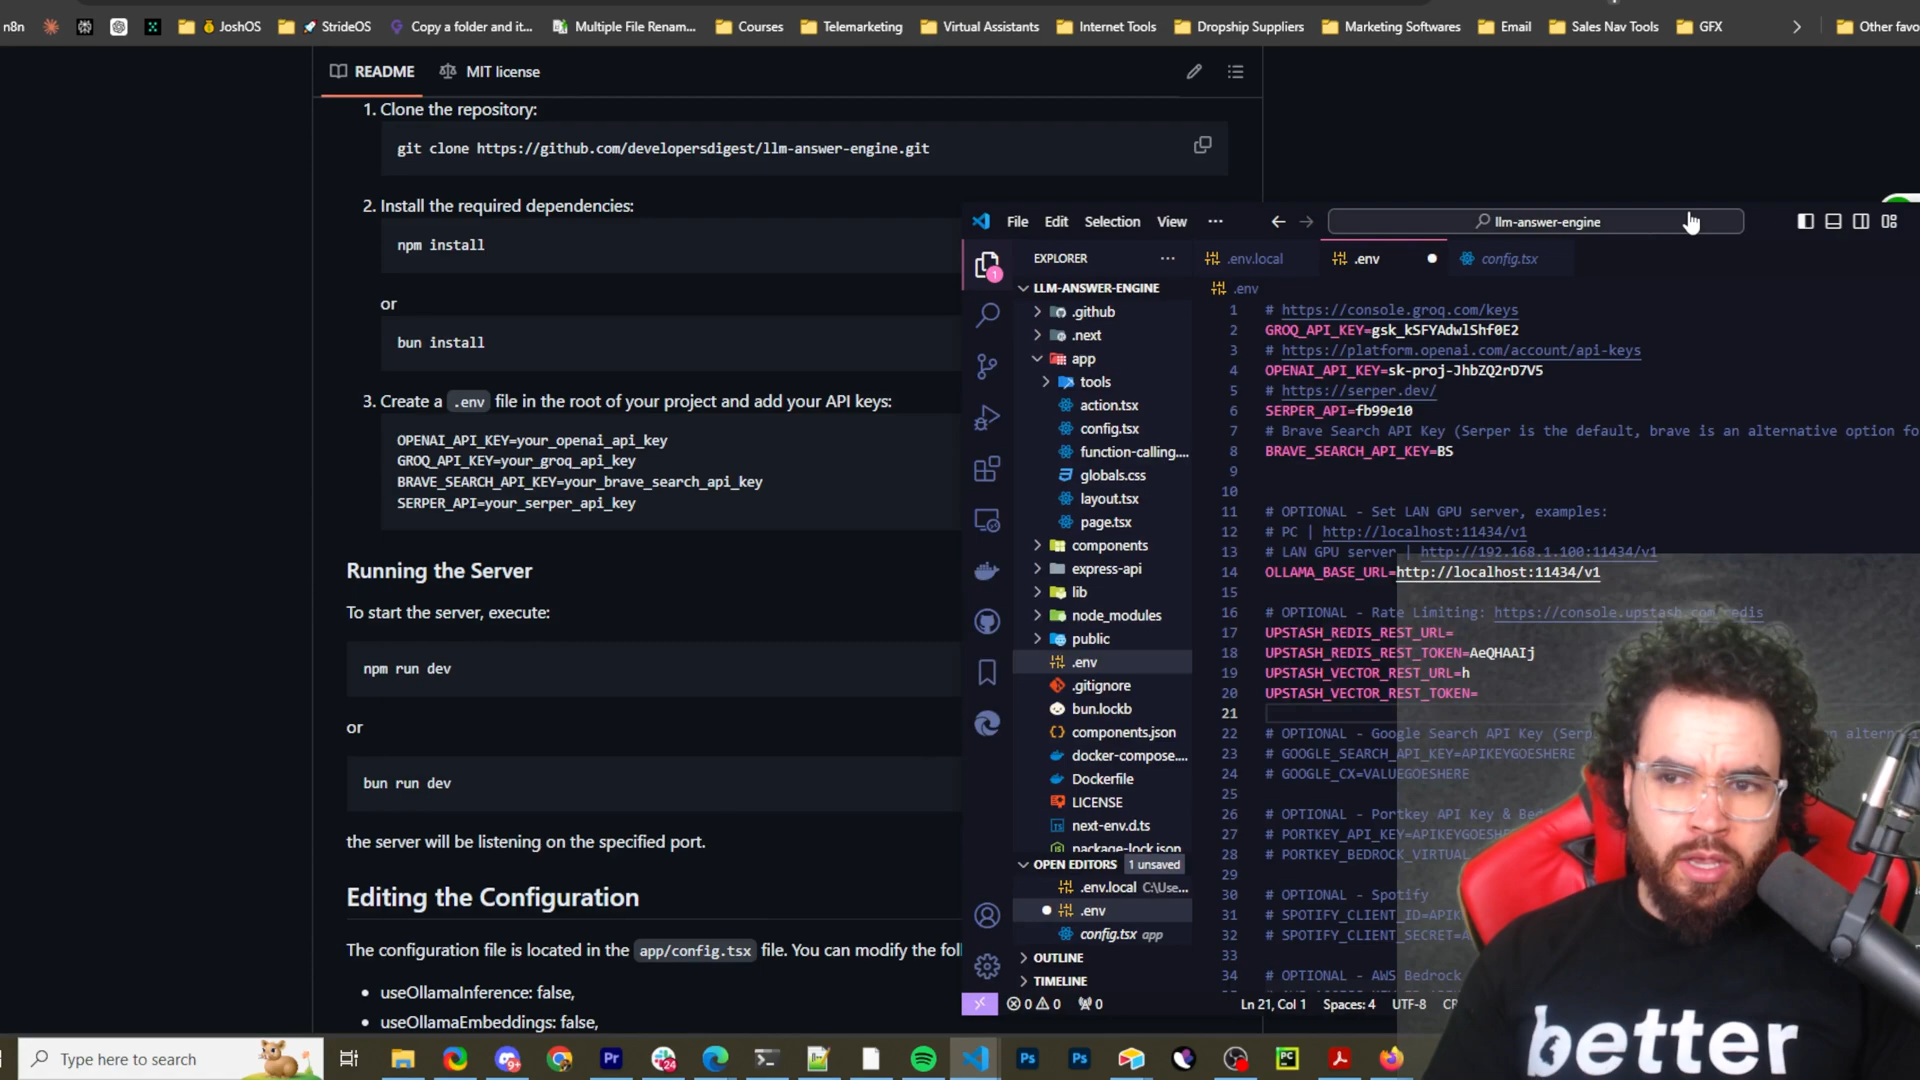 n8n
JoshOS
StrideOS
Copy a folder and it...
Multiple File Renam...
Courses
Telemarketing
Virtual Assistants
Internet Tools
Dropship Suppliers
Marketing Softwares
Email
Sales Nav Tools
GFX
Other favo
README
MIT license
1. Clone the repository:
git clone https://github.com/developersdigest/llm-answer-engine.git
2. Install the required dependencies:
npm install
or
bun install
3. Create a .env file in the root of your project and add your API keys:
OPENAI_API_KEY=your_openai_api_key
GROQ_API_KEY=your_groq_api_key
BRAVE_SEARCH_API_KEY=your_brave_search_api_key
SERPER_API=your_serper_api_key
Running the Server
To start the server, execute:
npm run dev
or
bun run dev
the server will be listening on the specified port.
Editing the Configuration
The configuration file is located in the app/config.tsx file. You can modify the fol
• useOllamaInference: false,
• useOllamaEmbeddings: false,
File Edit Selection View ...
llm-answer-engine
EXPLORER
LLM-ANSWER-ENGINE
.github
.next
app
tools
action.tsx
config.tsx
function-calling....
globals.css
layout.tsx
page.tsx
components
express-api
lib
node_modules
public
.env
.gitignore
bun.lockb
components.json
docker-compose....
Dockerfile
LICENSE
next-env.d.ts
package-lock.json
OPEN EDITORS 1 unsaved
.env.local C:\Use...
.env
config.tsx app
OUTLINE
TIMELINE
.env.local
.env
config.tsx
.env
1 # https://console.groq.com/keys
2 GROQ_API_KEY=gsk_kSFYAdwlShf0E2
3 # https://platform.openai.com/account/api-keys
4 OPENAI_API_KEY=sk-proj-JhbZQ2rD7V5
5 # https://serper.dev/
6 SERPER_API=fb99e10
7 # Brave Search API Key (Serper is the default, brave is an alternative option fo
8 BRAVE_SEARCH_API_KEY=BS
9
10
11 # OPTIONAL - Set LAN GPU server, examples:
12 # PC | http://localhost:11434/v1
13 # LAN GPU server | http://192.168.1.100:11434/v1
14 OLLAMA_BASE_URL=http://localhost:11434/v1
15
16 # OPTIONAL - Rate Limiting: https://console.upstash.com/redis
17 UPSTASH_REDIS_REST_URL=
18 UPSTASH_REDIS_REST_TOKEN=AeQHAAIj
19 UPSTASH_VECTOR_REST_URL=h
20 UPSTASH_VECTOR_REST_TOKEN=
21
22 # OPTIONAL - Google Search API Key (Serp n altern
23 # GOOGLE_SEARCH_API_KEY=APIKEYGOESHERE
24 # GOOGLE_CX=VALUEGOESHERE
25
26 # OPTIONAL - Portkey API Key & Bed
27 # PORTKEY_API_KEY=APIKEYGOESHE
28 # PORTKEY_BEDROCK_VIRTUAL
29
30 # OPTIONAL - Spotify
31 # SPOTIFY_CLIENT_ID=APIK
32 # SPOTIFY_CLIENT_SECRET=A
33
34 # OPTIONAL - AWS Bedrock
0 0 0
Ln 21, Col 1 Spaces: 4 UTF-8 CR
better
Type here to search